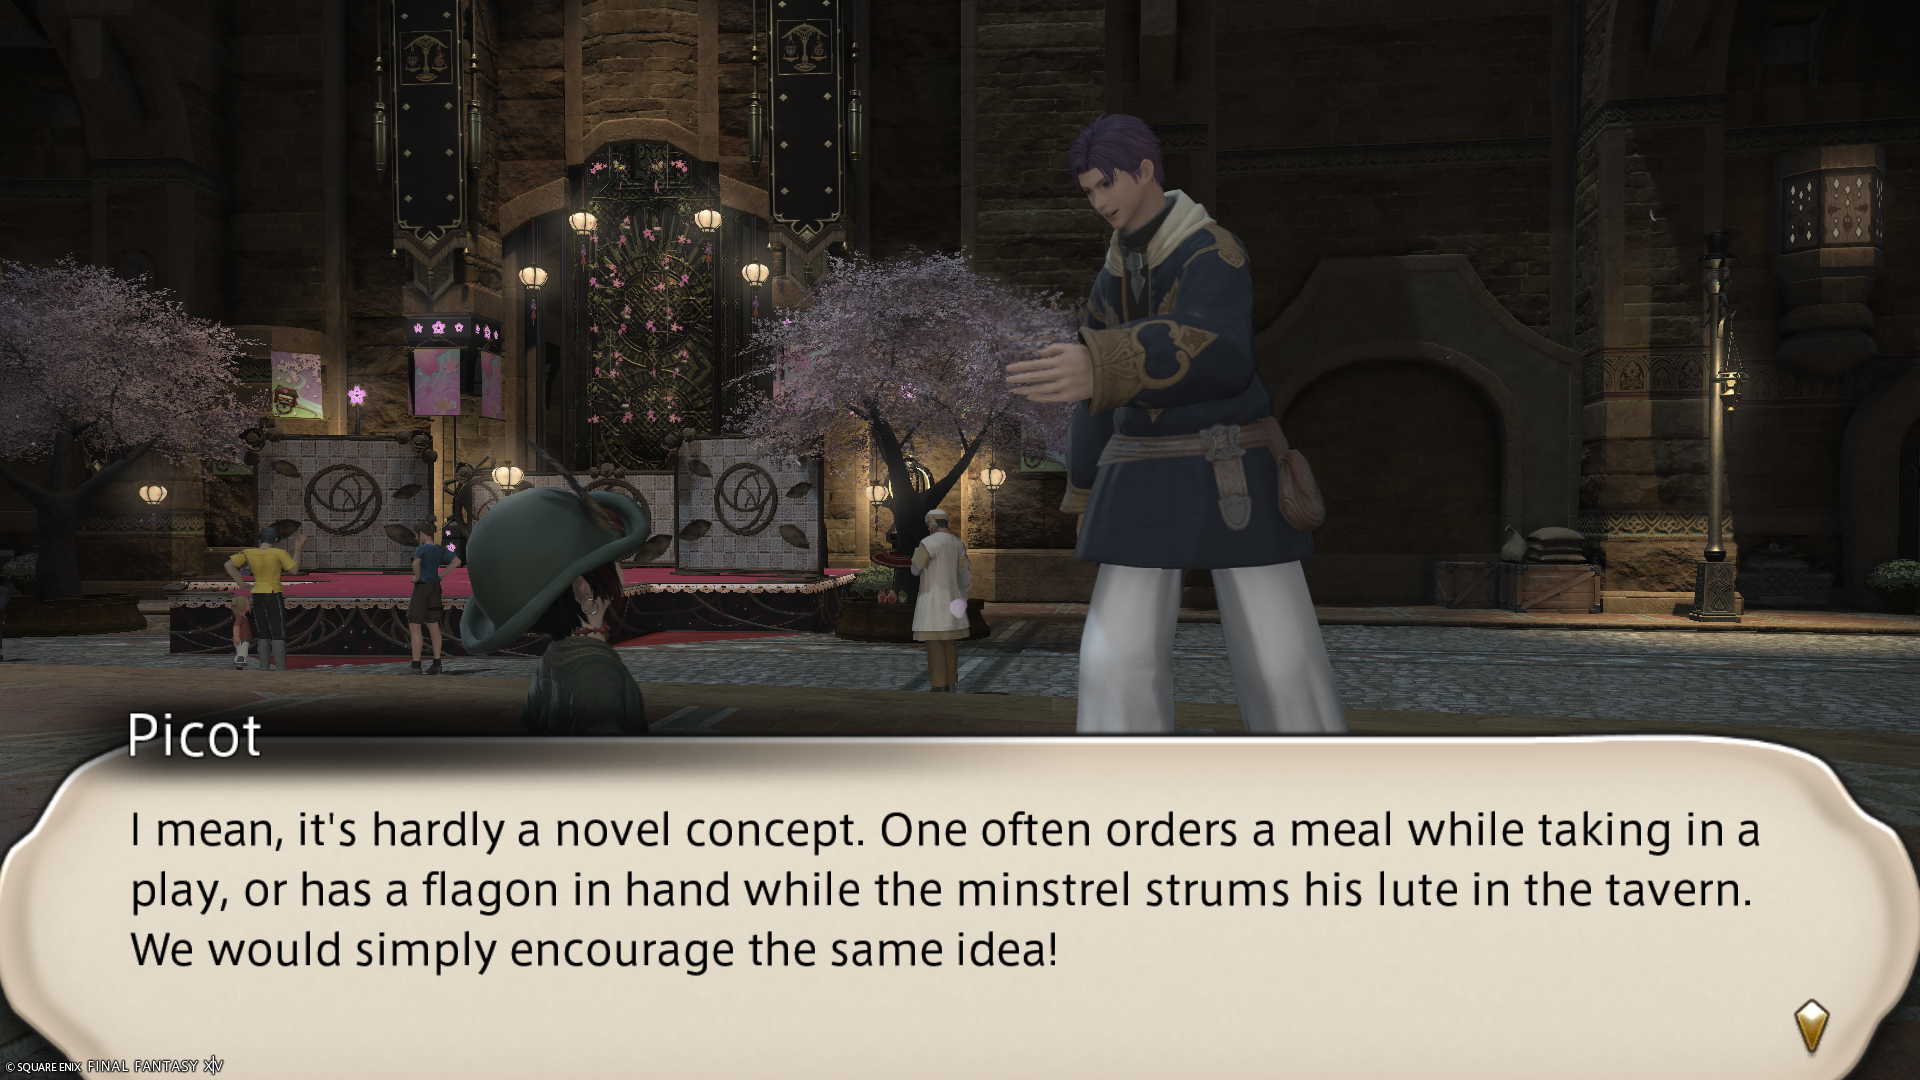 Picot
I mean, it's hardly a novel concept. One often orders a meal while taking in a
play, or has a flagon in hand while the minstrel strums his lute in the tavern.
We would simply encourage the same idea!
© SQUARE ENIX FINAL FANTASY XIV